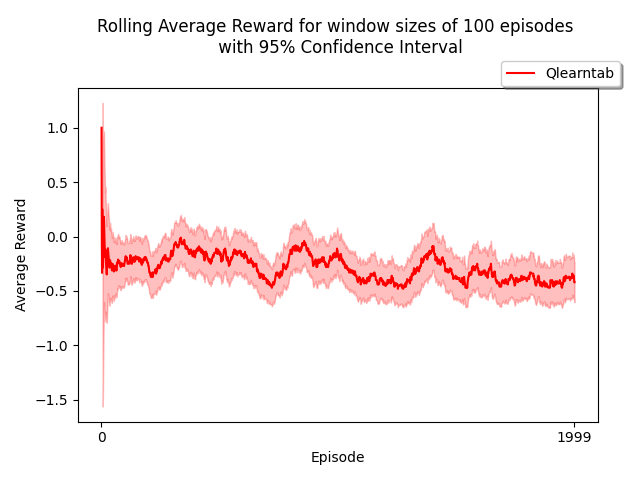 Rolling Average Reward for window sizes of 100 episodes
with 95% Confidence Interval
Qlearntab
1.0
0.5
0.0
−0.5
−1.0
−1.5
Average Reward
0
1999
Episode